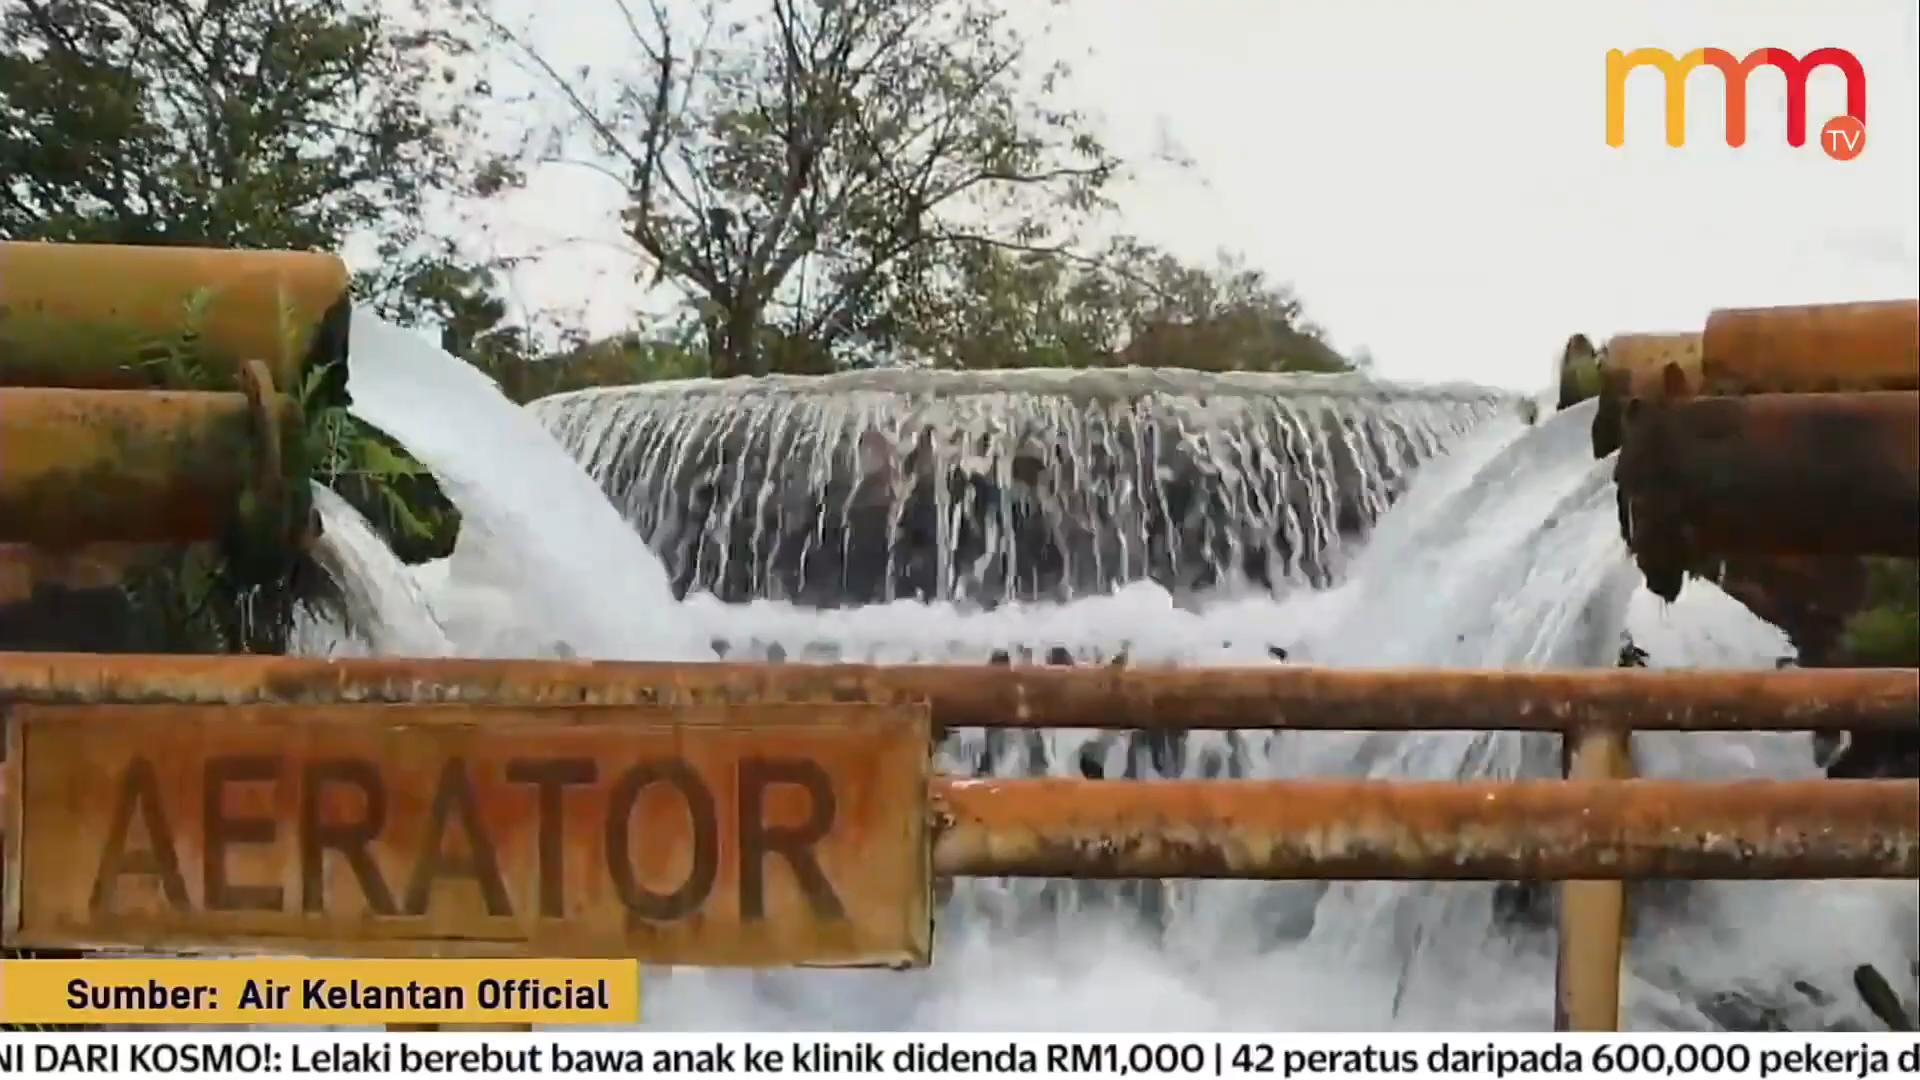 mm
TV
AERATOR
Sumber: Air Kelantan Official
NI DARI KOSMO!: Lelaki berebut bawa anak ke klinik didenda RM1,000 | 42 peratus daripada 600,000 pekerja d